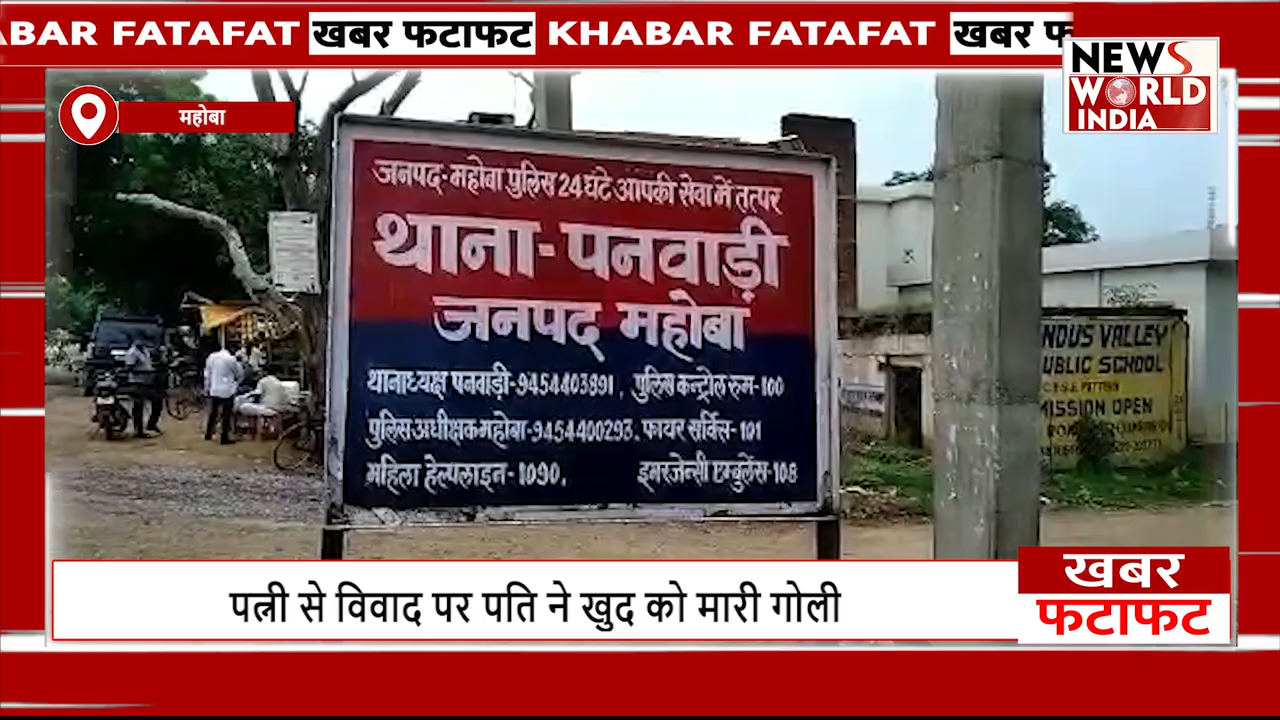 ABAR FATAFAT खबर फटाफट KHABAR FATAFAT खबर
NEWS
WORLD
INDIA
महोबा
जनपद-महोबा पुलिस 24 घंटे आपकी सेवा में तत्पर
थाना-पनवाड़ी
जनपद महोबा
थानाध्यक्ष पनवाड़ी-9454403891, पुलिस कन्ट्रोल रुम-100
पुलिस अधीक्षक महोबा-9454400293. फायर सर्विस-101
महिला हेल्पलाइन-1090. इमरजेन्सी एम्बुलेंस-108
NDUS VALLEY
UBLIC SCHOOL
MISSION OPEN
पत्नी से विवाद पर पति ने खुद को मारी गोली
खबर
फटाफट